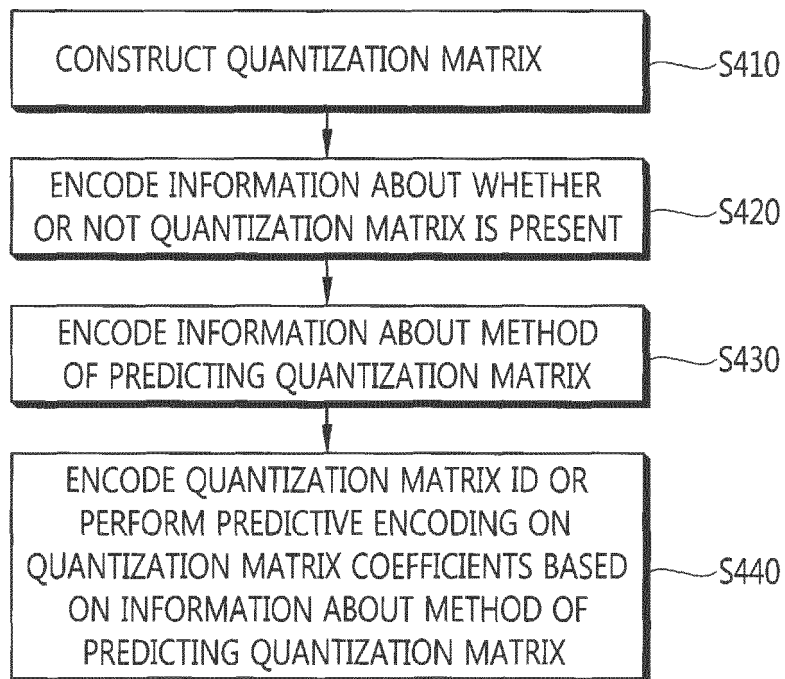 CONSTRUCT QUANTIZATION MATRIX
S410
ENCODE INFORMATION ABOUT WHETHER
OR NOT QUANTIZATION MATRIX IS PRESENT
S420
ENCODE INFORMATION ABOUT METHOD
OF PREDICTING QUANTIZATION MATRIX
S430
ENCODE QUANTIZATION MATRIX ID OR
PERFORM PREDICTIVE ENCODING ON
QUANTIZATION MATRIX COEFFICIENTS BASED
ON INFORMATION ABOUT METHOD OF
PREDICTING QUANTIZATION MATRIX
S440